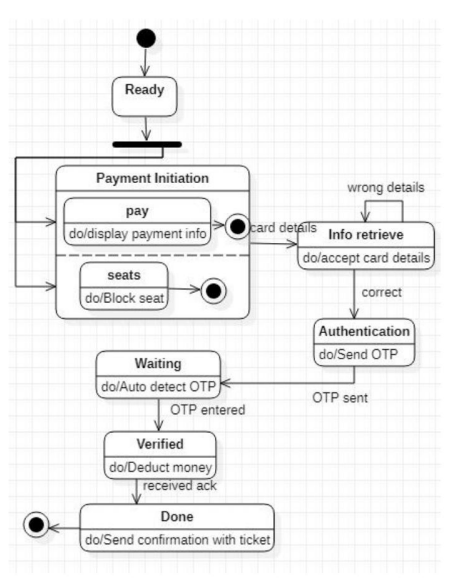 Ready
Payment Initiation
pay
do/display payment info
seats
do/Block seat
card details
wrong details
Info retrieve
do/accept card details
correct
Authentication
do/Send OTP
OTP sent
Waiting
do/Auto detect OTP
OTP entered
Verified
do/Deduct money
received ack
Done
do/Send confirmation with ticket